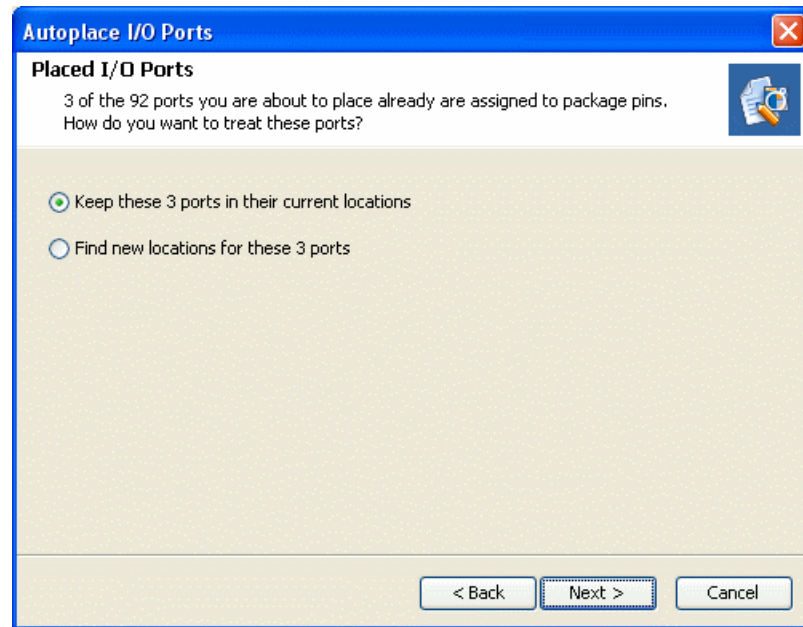 Autoplace I/O Ports
Placed I/O Ports
3 of the 92 ports you are about to place already are assigned to package pins.
How do you want to treat these ports?
Keep these 3 ports in their current locations
Find new locations for these 3 ports
< Back
Next >
Cancel